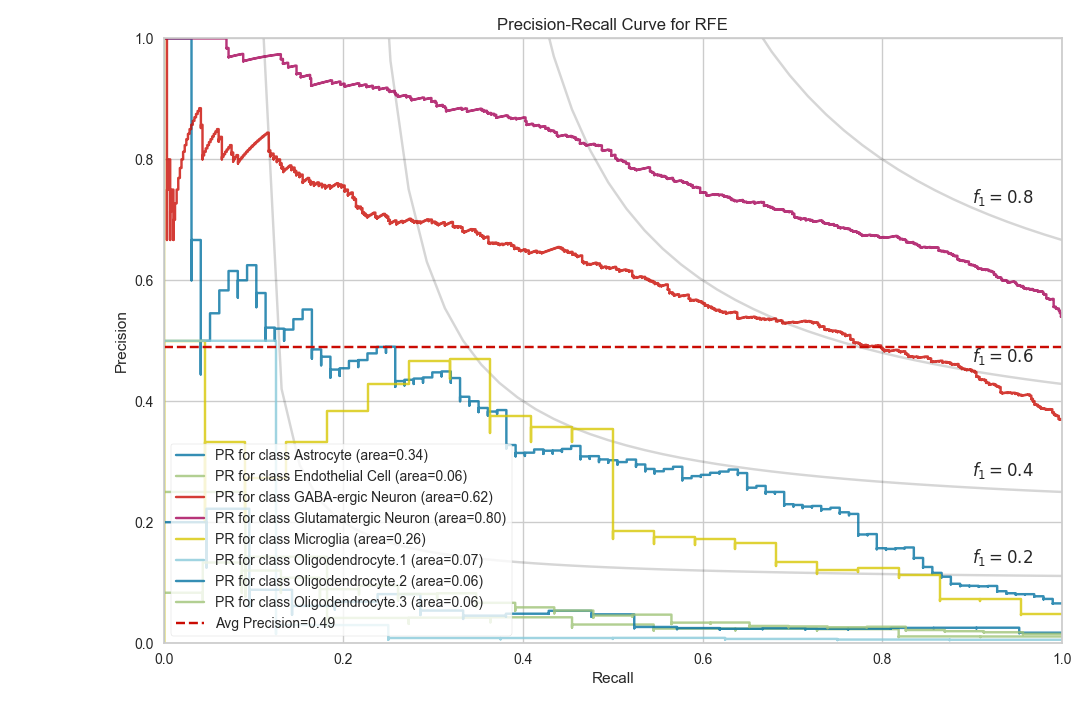 Precision-Recall Curve for RFE
1.0
0.8
0.6
0.4
0.2
0.0
Precision
f1 = 0.8
f1 = 0.6
f1 = 0.4
f1 = 0.2
PR for class Astrocyte (area=0.34)
PR for class Endothelial Cell (area=0.06)
PR for class GABA-ergic Neuron (area=0.62)
PR for class Glutamatergic Neuron (area=0.80)
PR for class Microglia (area=0.26)
PR for class Oligodendrocyte.1 (area=0.07)
PR for class Oligodendrocyte.2 (area=0.06)
PR for class Oligodendrocyte.3 (area=0.06)
Avg Precision=0.49
0.0 0.2 0.4 0.6 0.8 1.0
Recall